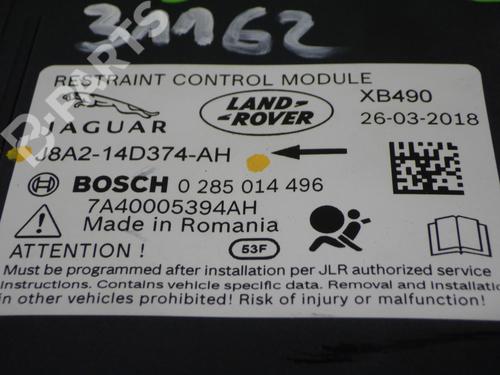 31162
B-PARTS
RESTRAINT CONTROL MODULE
JAGUAR
LAND-
-ROVER
XB490
26-03-2018
J8A2-14D374-AH
BOSCH 0 285 014 496
7A40005394AH
Made in Romania
ATTENTION !
53F
Must be programmed after installation per JLR authorized service
instructions. Contains vehicle specific data. Removal and installation
in other vehicles prohibited! Risk of injury or malfunction!